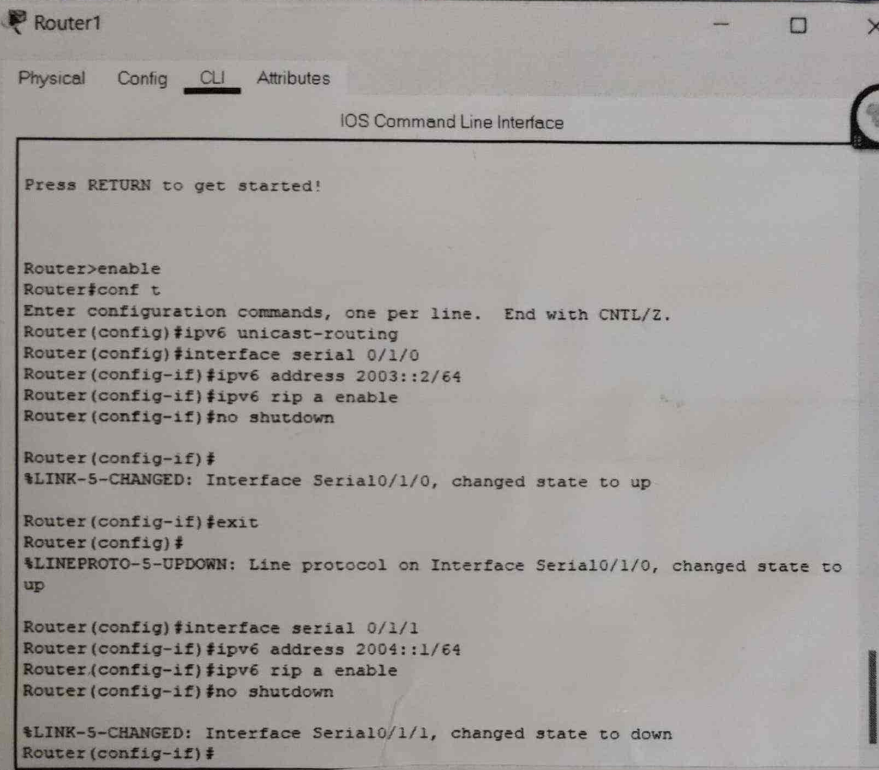 Router1
Physical Config CLI Attributes
IOS Command Line Interface
Press RETURN to get started!
Router>enable
Router#conf t
Enter configuration commands, one per line.  End with CNTL/Z.
Router(config)#ipv6 unicast-routing
Router(config)#interface serial 0/1/0
Router(config-if)#ipv6 address 2003::2/64
Router(config-if)#ipv6 rip a enable
Router(config-if)#no shutdown
Router(config-if)#
%LINK-5-CHANGED: Interface Serial0/1/0, changed state to up
Router(config-if)#exit
Router(config)#
%LINEPROTO-5-UPDOWN: Line protocol on Interface Serial0/1/0, changed state to
up
Router(config)#interface serial 0/1/1
Router(config-if)#ipv6 address 2004::1/64
Router(config-if)#ipv6 rip a enable
Router(config-if)#no shutdown
%LINK-5-CHANGED: Interface Serial0/1/1, changed state to down
Router(config-if)#